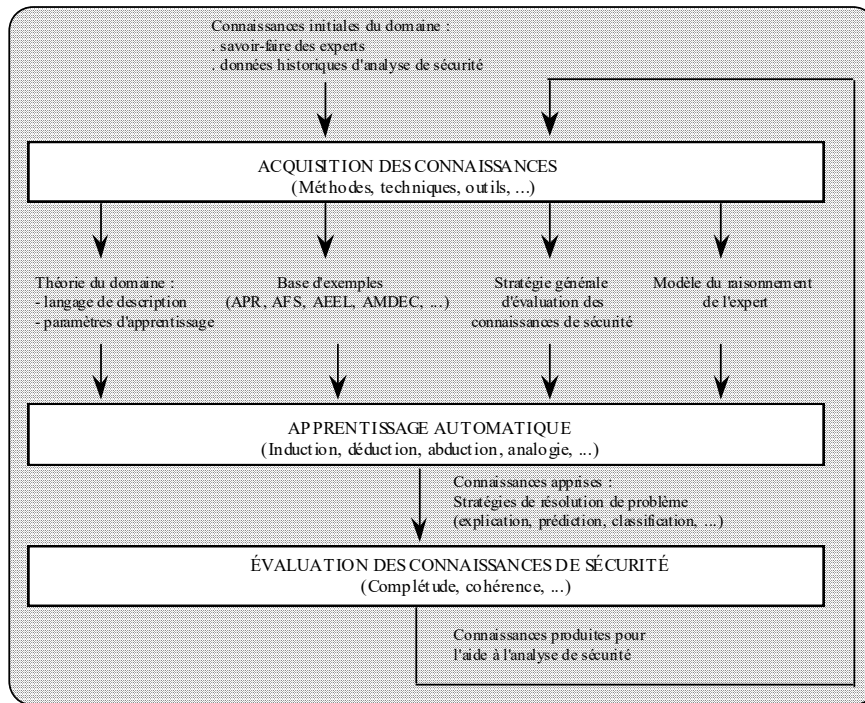 Connaissances initiales du domaine :
. savoir-faire des experts
. données historiques d'analyse de sécurité
ACQUISITION DES CONNAISSANCES
(Méthodes, techniques, outils, ...)
Théorie du domaine :
- langage de description
- paramètres d'apprentissage
Base d'exemples
(APR, AFS, AEEL, AMDEC, ...)
Stratégie générale
d'évaluation des
connaissances de sécurité
Modèle du raisonnement
de l'expert
APPRENTISSAGE AUTOMATIQUE
(Induction, déduction, abduction, analogie, ...)
Connaissances apprises :
Stratégies de résolution de problème
(explication, prédiction, classification, ...)
ÉVALUATION DES CONNAISSANCES DE SÉCURITÉ
(Complétude, cohérence, ...)
Connaissances produites pour
l'aide à l'analyse de sécurité